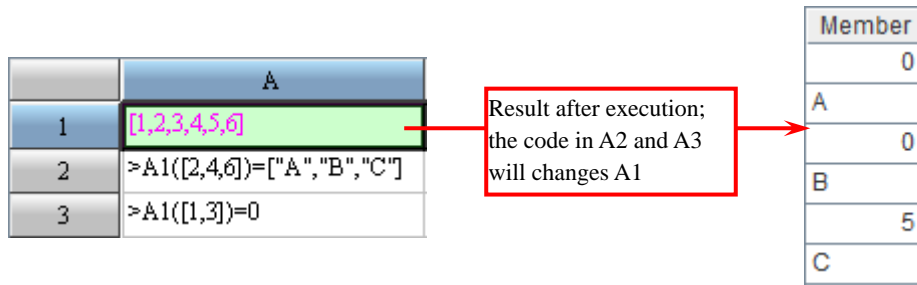 A
1 [1,2,3,4,5,6]
2 >A1([2,4,6])=["A","B","C"]
3 >A1([1,3])=0
Result after execution;
the code in A2 and A3
will changes A1
Member
0
A
0
B
5
C